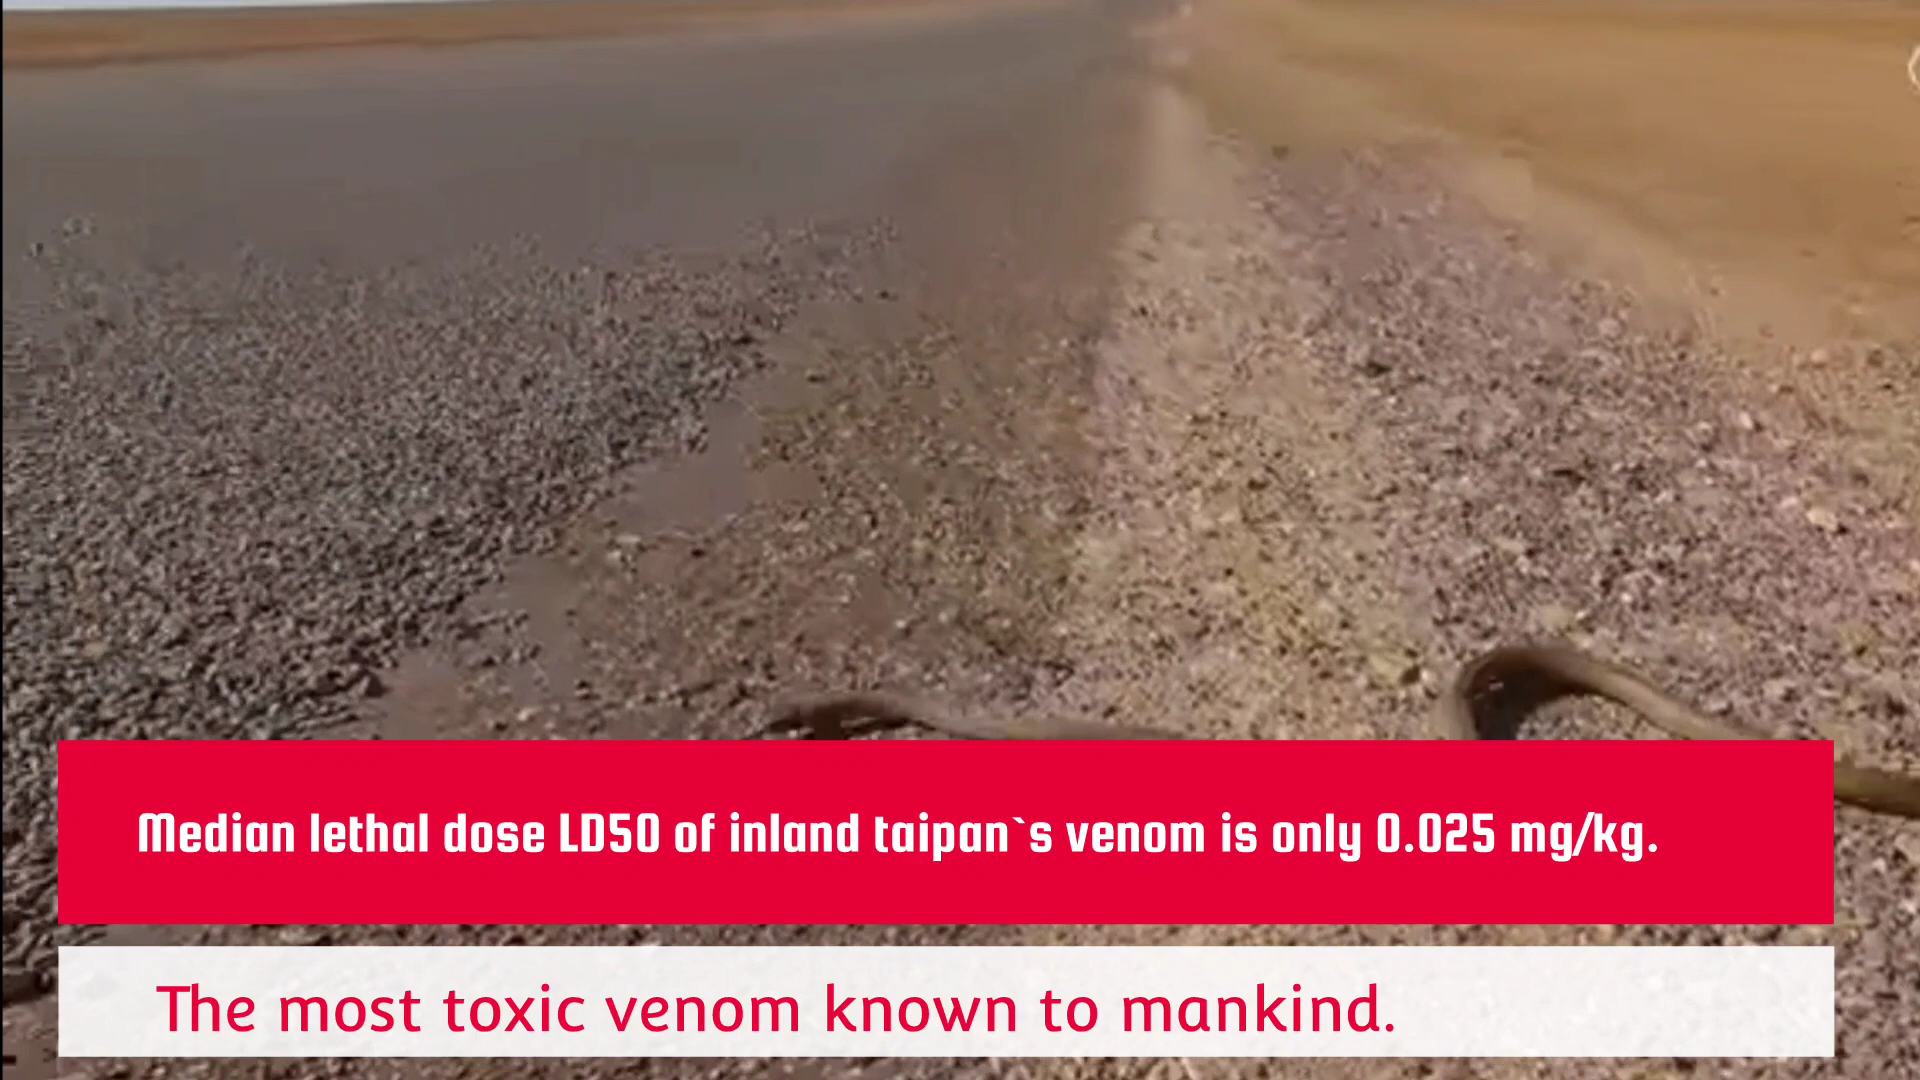 Median lethal dose LD50 of inland taipan`s venom is only 0.025 mg/kg.
The most toxic venom known to mankind.